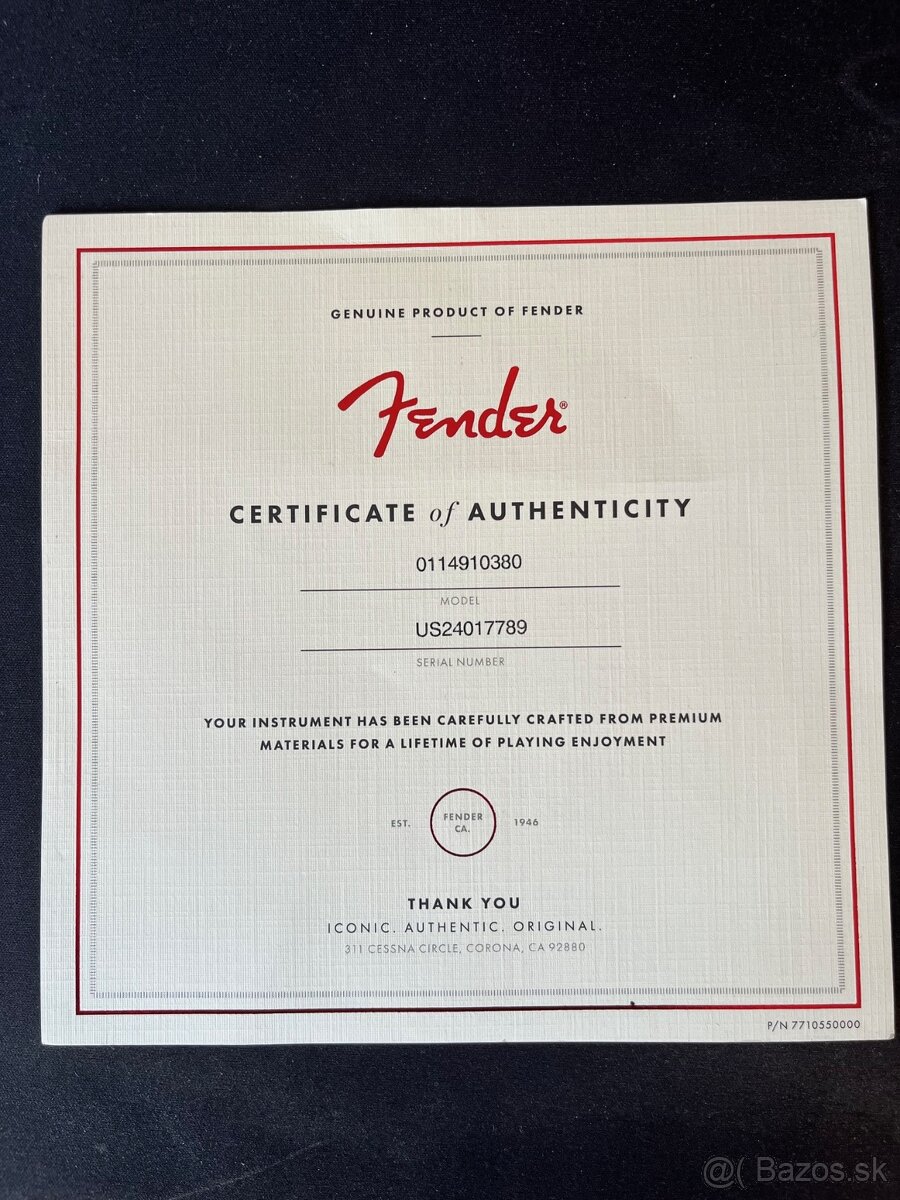 GENUINE PRODUCT OF FENDER
Fender®
CERTIFICATE of AUTHENTICITY
0114910380
MODEL
US24017789
SERIAL NUMBER
YOUR INSTRUMENT HAS BEEN CAREFULLY CRAFTED FROM PREMIUM
MATERIALS FOR A LIFETIME OF PLAYING ENJOYMENT
EST. FENDER CA. 1946
THANK YOU
ICONIC. AUTHENTIC. ORIGINAL.
311 CESSNA CIRCLE, CORONA, CA 92880
P/N 7710550000
@( Bazos.sk